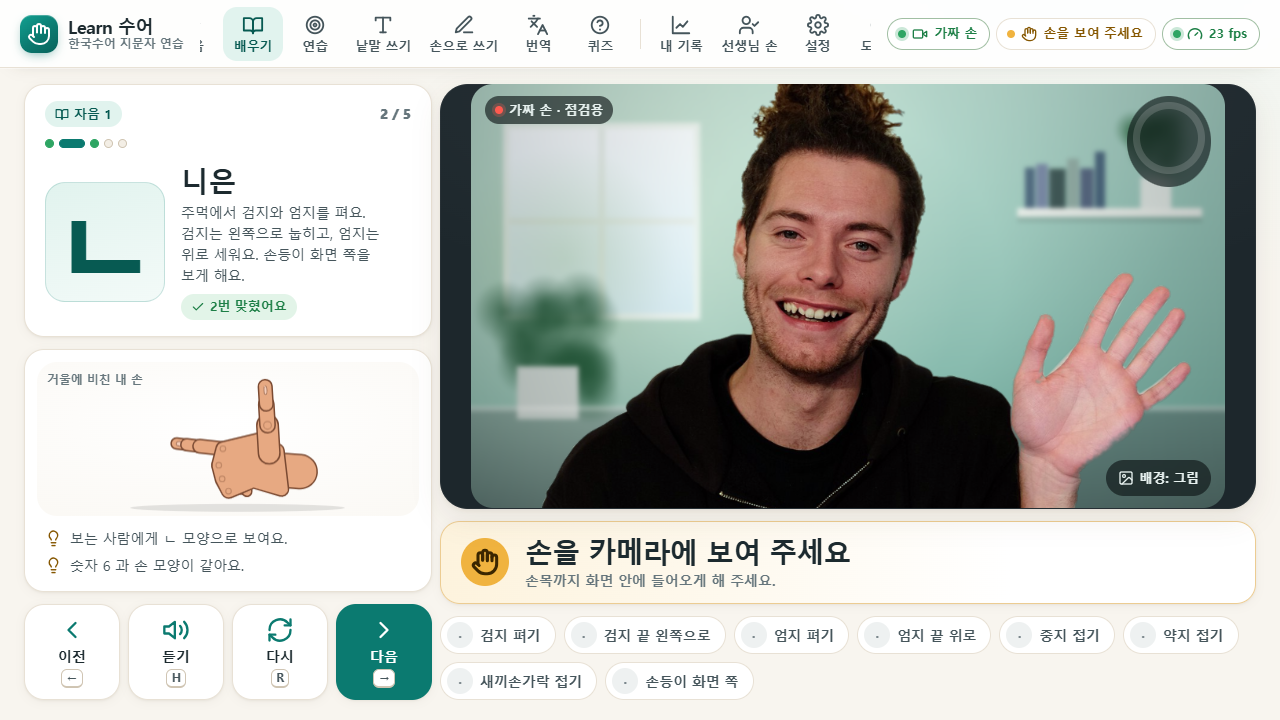 Learn 수어
한국수어 지문자 연습
배우기
연습
낱말 쓰기
손으로 쓰기
번역
퀴즈
내 기록
선생님 손
설정
가짜 손
손을 보여 주세요
23 fps
자음 1
2 / 5
ㄴ
니은
주먹에서 검지와 엄지를 펴요.
검지는 왼쪽으로 눕히고, 엄지는
위로 세워요. 손등이 화면 쪽을
보게 해요.
2번 맞혔어요
거울에 비친 내 손
보는 사람에게 ㄴ 모양으로 보여요.
숫자 6 과 손 모양이 같아요.
이전
←
듣기
H
다시
R
다음
→
가짜 손 · 점검용
배경: 그림
손을 카메라에 보여 주세요
손목까지 화면 안에 들어오게 해 주세요.
· 검지 펴기
· 검지 끝 왼쪽으로
· 엄지 펴기
· 엄지 끝 위로
· 중지 접기
· 약지 접기
· 새끼손가락 접기
· 손등이 화면 쪽